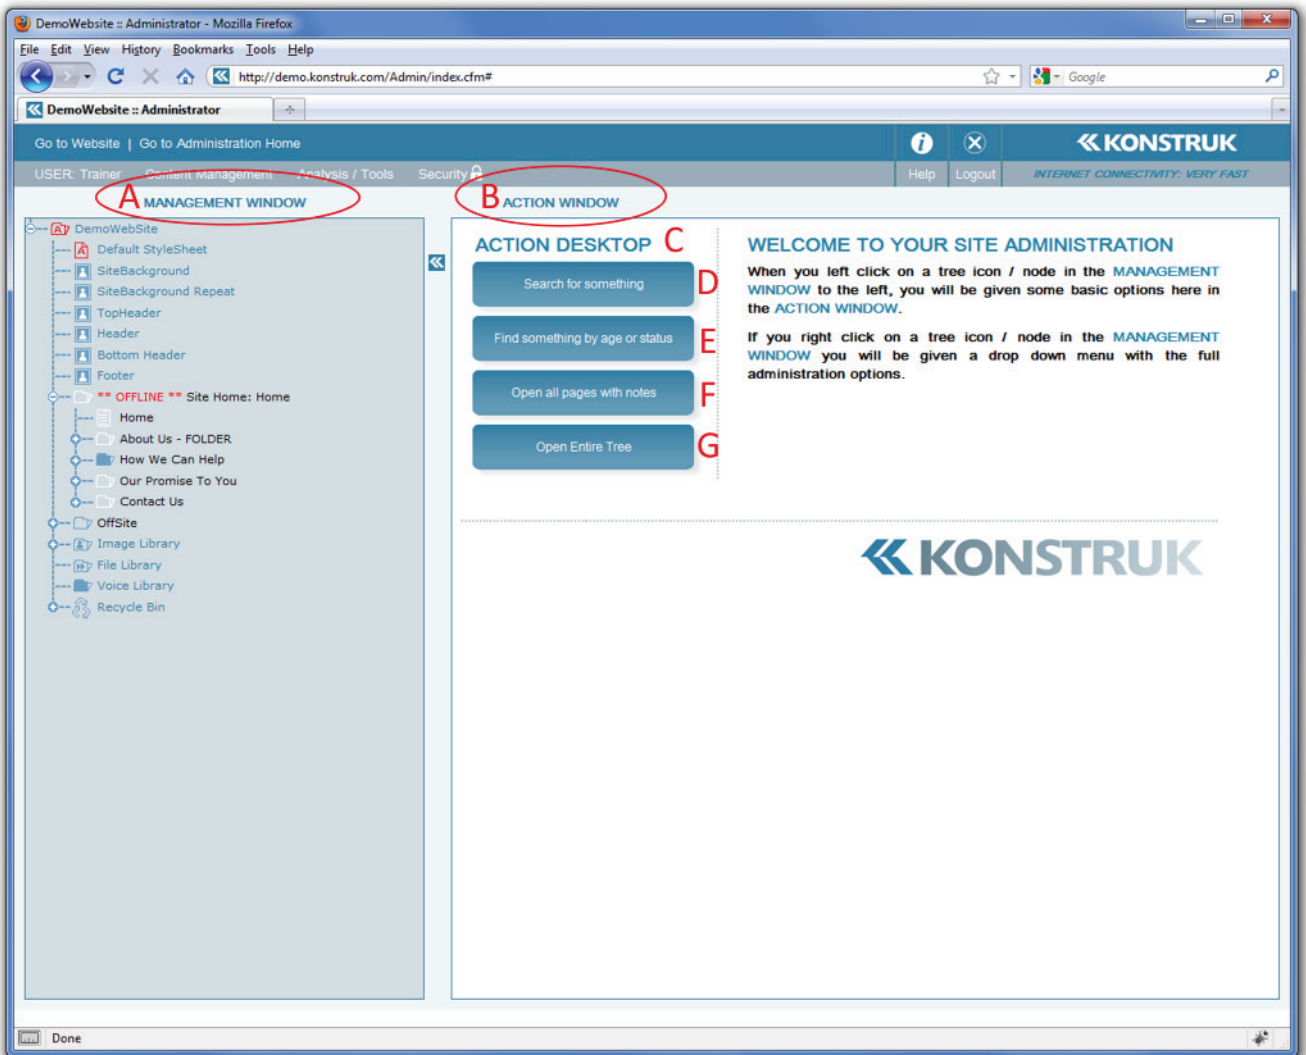 DemoWebsite :: Administrator - Mozilla Firefox
File Edit View History Bookmarks Tools Help
http://demo.konstruk.com/Admin/index.cfm#
Google
DemoWebsite :: Administrator
Go to Website | Go to Administration Home
KONSTRUK
USER: Trainer Content Management Analysis / Tools Security
Help Logout
INTERNET CONNECTIVITY: VERY FAST
A MANAGEMENT WINDOW
B ACTION WINDOW
DemoWebSite
Default StyleSheet
SiteBackground
SiteBackground Repeat
TopHeader
Header
Bottom Header
Footer
** OFFLINE ** Site Home: Home
Home
About Us - FOLDER
How We Can Help
Our Promise To You
Contact Us
OffSite
Image Library
File Library
Voice Library
Recycle Bin
ACTION DESKTOP C
Search for something D
Find something by age or status E
Open all pages with notes F
Open Entire Tree G
WELCOME TO YOUR SITE ADMINISTRATION
When you left click on a tree icon / node in the MANAGEMENT
WINDOW to the left, you will be given some basic options here in
the ACTION WINDOW.
If you right click on a tree icon / node in the MANAGEMENT
WINDOW you will be given a drop down menu with the full
administration options.
KONSTRUK
Done